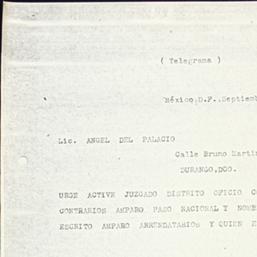 ( Telegrama )
México,D.F.,Septiemb
Lic. ANGEL DEL PALACIO
Calle Bruno Martin
DURANGO,DGO.
URGE ACTIVE JUZGADO DISTRITO OFICIO
CONTRARIOS AMPARO PASO NACIONAL Y NOMB
ESCRITO AMPARO ARRENDATARIOS Y QUIEN